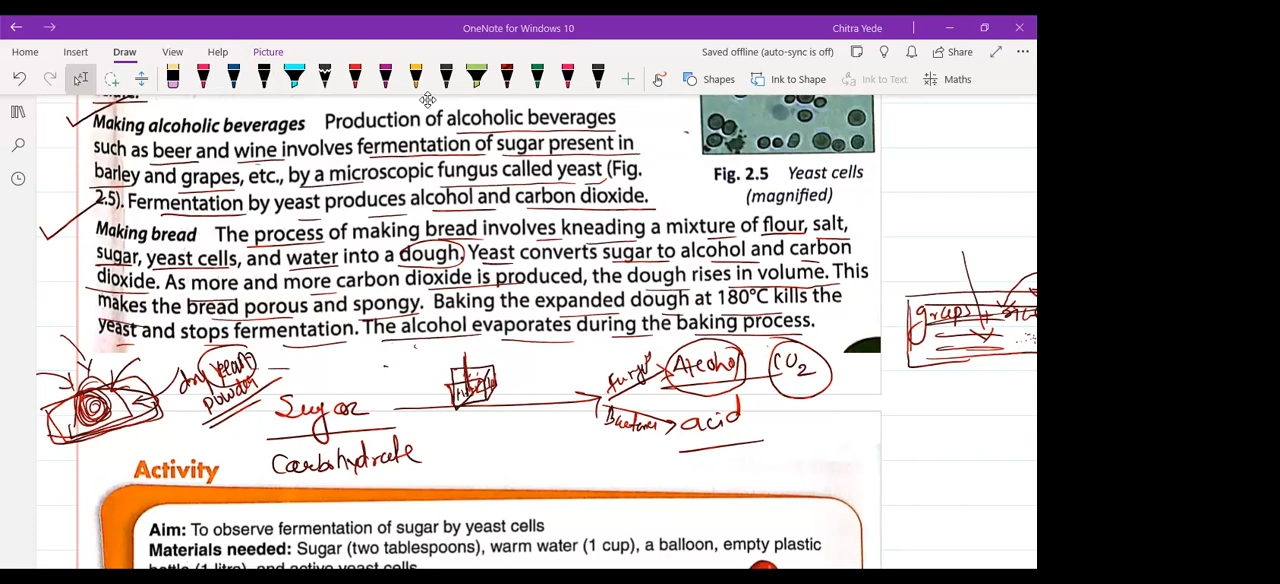 OneNote for Windows 10
Chitra Yede
Home Insert Draw View Help Picture
Saved offline (auto-sync is off) Share
Shapes Ink to Shape Ink to Text Maths
Making alcoholic beverages Production of alcoholic beverages
such as beer and wine involves fermentation of sugar present in
barley and grapes, etc., by a microscopic fungus called yeast (Fig.
2.5). Fermentation by yeast produces alcohol and carbon dioxide.
Fig. 2.5 Yeast cells
(magnified)
Making bread The process of making bread involves kneading a mixture of flour, salt,
sugar, yeast cells, and water into a dough. Yeast converts sugar to alcohol and carbon
dioxide. As more and more carbon dioxide is produced, the dough rises in volume. This
makes the bread porous and spongy. Baking the expanded dough at 180°C kills the
yeast and stops fermentation. The alcohol evaporates during the baking process.
graps
dry yeast
powder
Sugar
Carbohydrate
fungi Alcohol CO2
Bacteria acid
Activity
Aim: To observe fermentation of sugar by yeast cells
Materials needed: Sugar (two tablespoons), warm water (1 cup), a balloon, empty plastic
bottle (1 litre), and active yeast cells